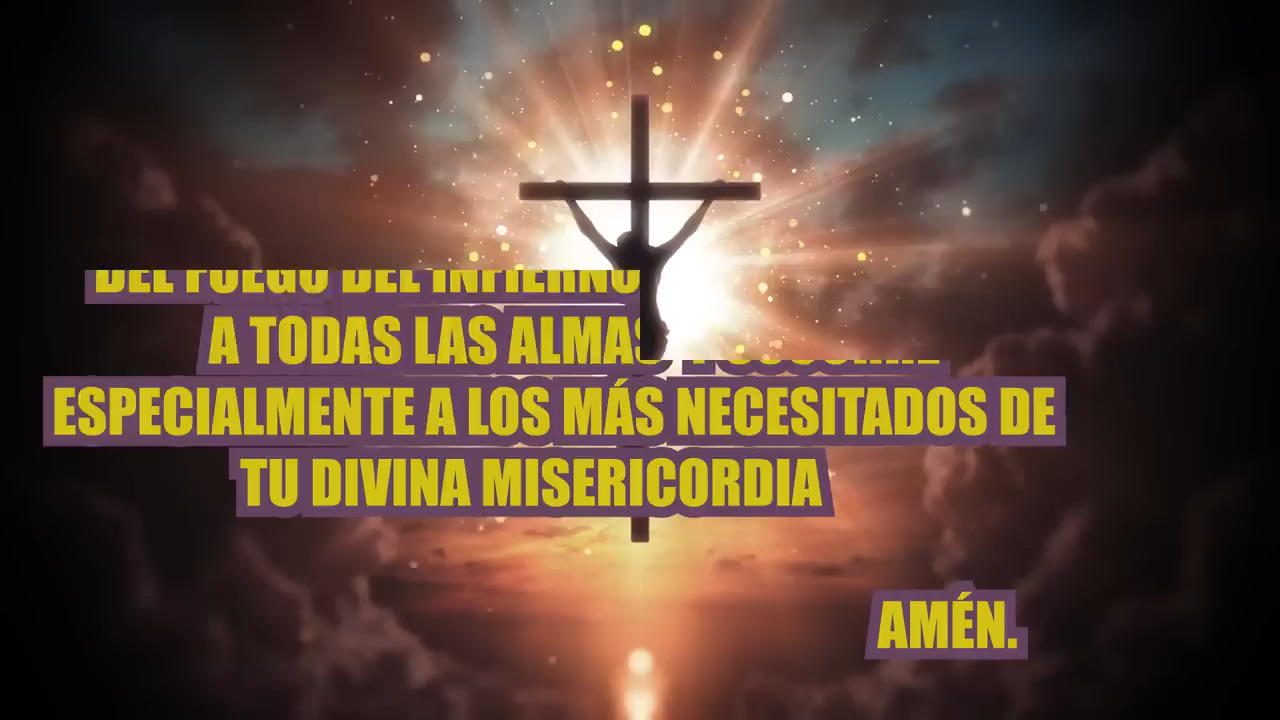 DEL FUEGO DEL INFIERNO
A TODAS LAS ALMAS Y
ESPECIALMENTE A LOS MÁS NECESITADOS DE
TU DIVINA MISERICORDIA
AMÉN.